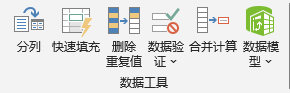 分列 快速填充 删除 数据验 合并计算 数据模
重复值 证 型
数据工具